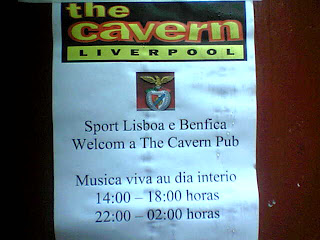 the
cavern
LIVERPOOL
Sport Lisboa e Benfica
Welcom a The Cavern Pub
Musica viva au dia interio
14:00 – 18:00 horas
22:00 – 02:00 horas